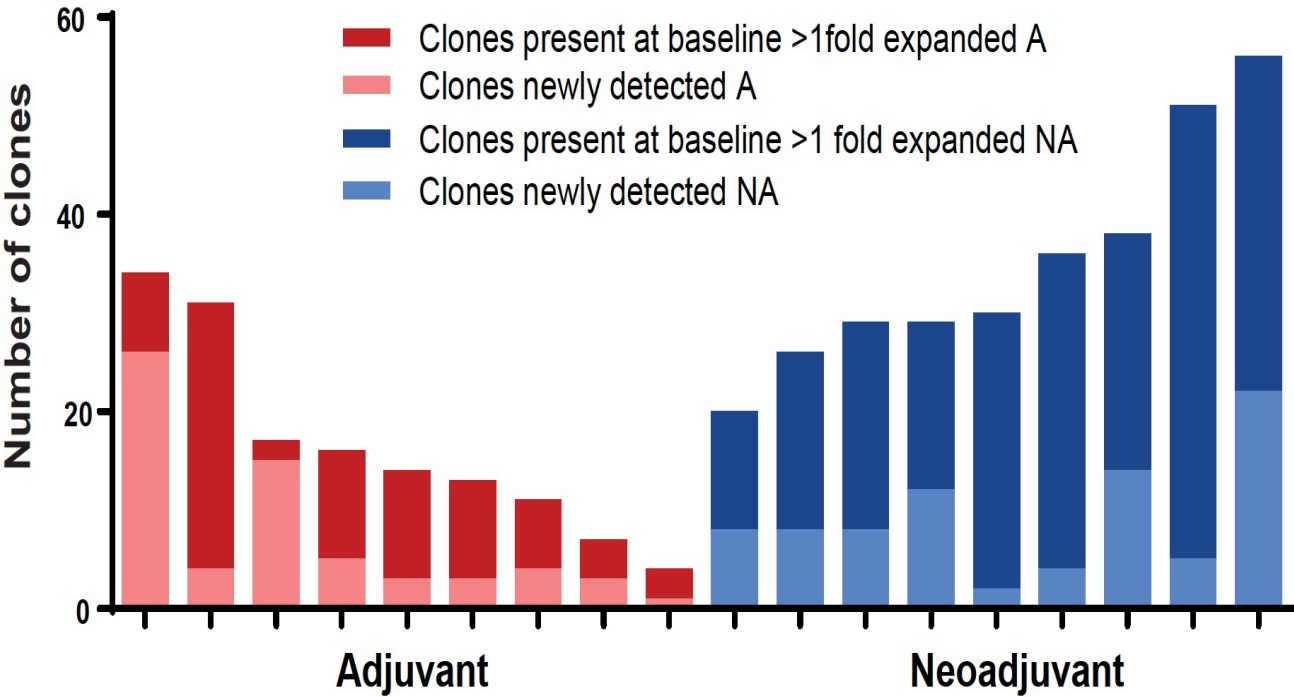 60
Clones present at baseline >1fold expanded A
Clones newly detected A
Clones present at baseline >1 fold expanded NA
Clones newly detected NA
40
Number of clones
20
0
Adjuvant Neoadjuvant